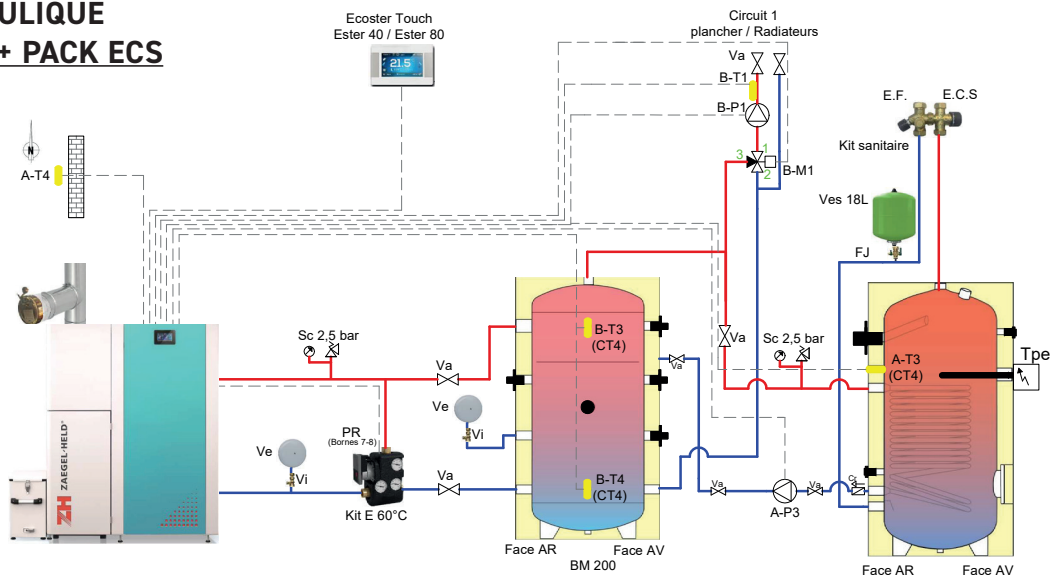 ULIQUE
+ PACK ECS
Ecoster Touch
Ester 40 / Ester 80
21.5
Circuit 1
plancher / Radiateurs
Va
B-T1
B-P1
1
3
2
B-M1
E.F.
E.C.S
Kit sanitaire
N
A-T4
Ves 18L
FJ
Sc 2,5 bar
Va
B-T3
(CT4)
Va
Va
Sc 2,5 bar
A-T3
(CT4)
Tpe
Ve
Vi
Ve
Vi
PR
(Bornes 7-8)
Kit E 60°C
Va
B-T4
(CT4)
Va
A-P3
Va
ZH ZAEGEL-HELD
Face AR
Face AV
BM 200
Face AR
Face AV